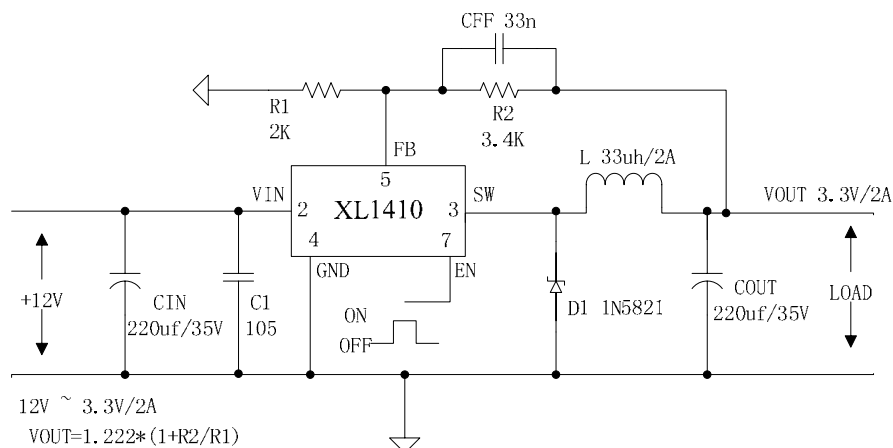 CFF 33n
R1
2K
R2
3.4K
FB
L 33uh/2A
5
VIN
SW
VOUT 3.3V/2A
2
XL1410
3
4
7
GND
EN
+12V
CIN
220uf/35V
C1
105
ON
OFF
D1 1N5821
COUT
220uf/35V
LOAD
12V ~ 3.3V/2A
VOUT=1.222*(1+R2/R1)